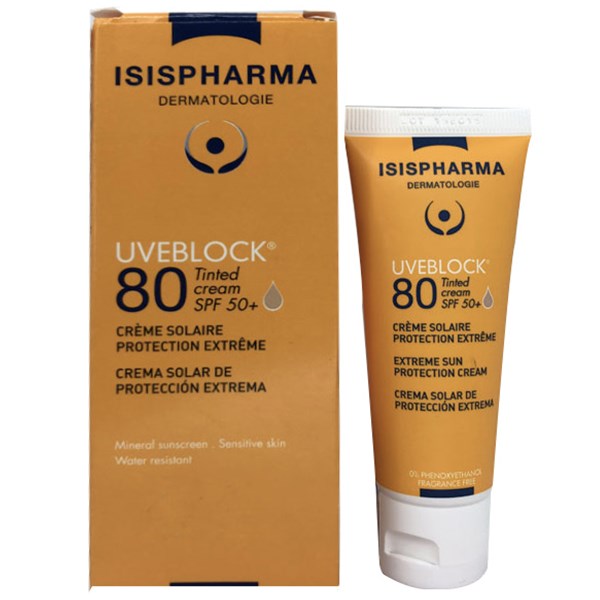 ISISPHARMA
DERMATOLOGIE
UVEBLOCK®
80 Tinted
cream
SPF 50+
CRÈME SOLAIRE
PROTECTION EXTRÊME
CREMA SOLAR DE
PROTECCIÓN EXTREMA
Mineral sunscreen . Sensitive skin
Water resistant
ISISPHARMA
DERMATOLOGIE
UVEBLOCK®
80 Tinted
cream
SPF 50+
CRÈME SOLAIRE
PROTECTION EXTRÊME
EXTREME SUN
PROTECTION CREAM
CREMA SOLAR DE
PROTECCIÓN EXTREMA
0% PHENOXYETHANOL
FRAGRANCE FREE